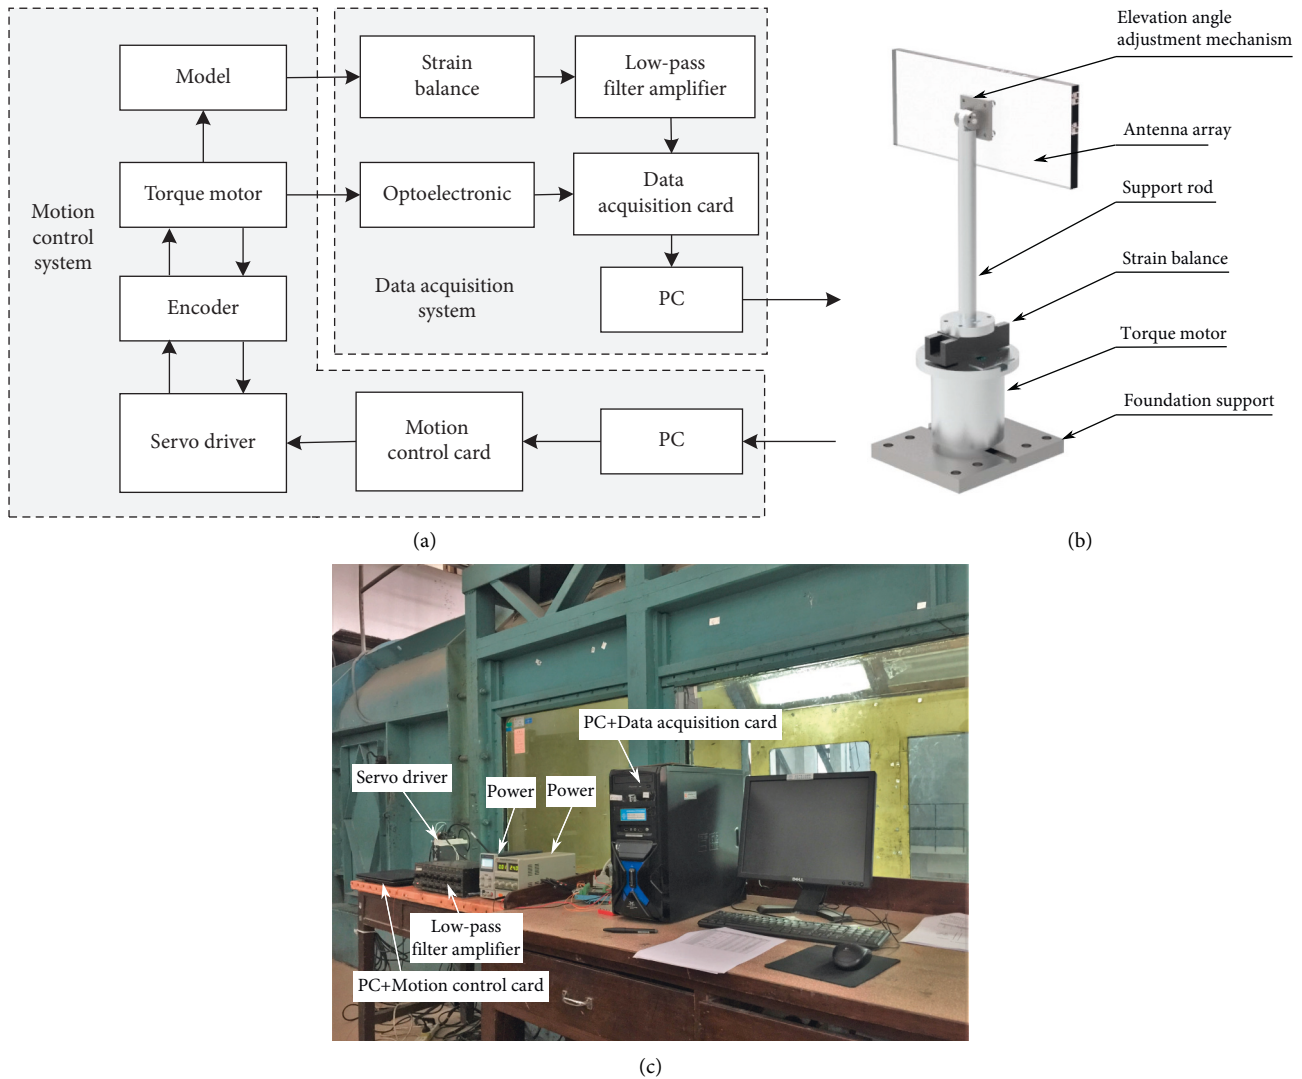 Model
Strain
balance
Low-pass
filter amplifier
Torque motor
Optoelectronic
Data
acquisition card
Motion
control
system
Encoder
Data acquisition
system
PC
Servo driver
Motion
control card
PC
(a)
Elevation angle
adjustment mechanism
Antenna array
Support rod
Strain balance
Torque motor
Foundation support
(b)
PC+Data acquisition card
Servo driver
Power
Power
Low-pass
filter amplifier
PC+Motion control card
DELL
(c)